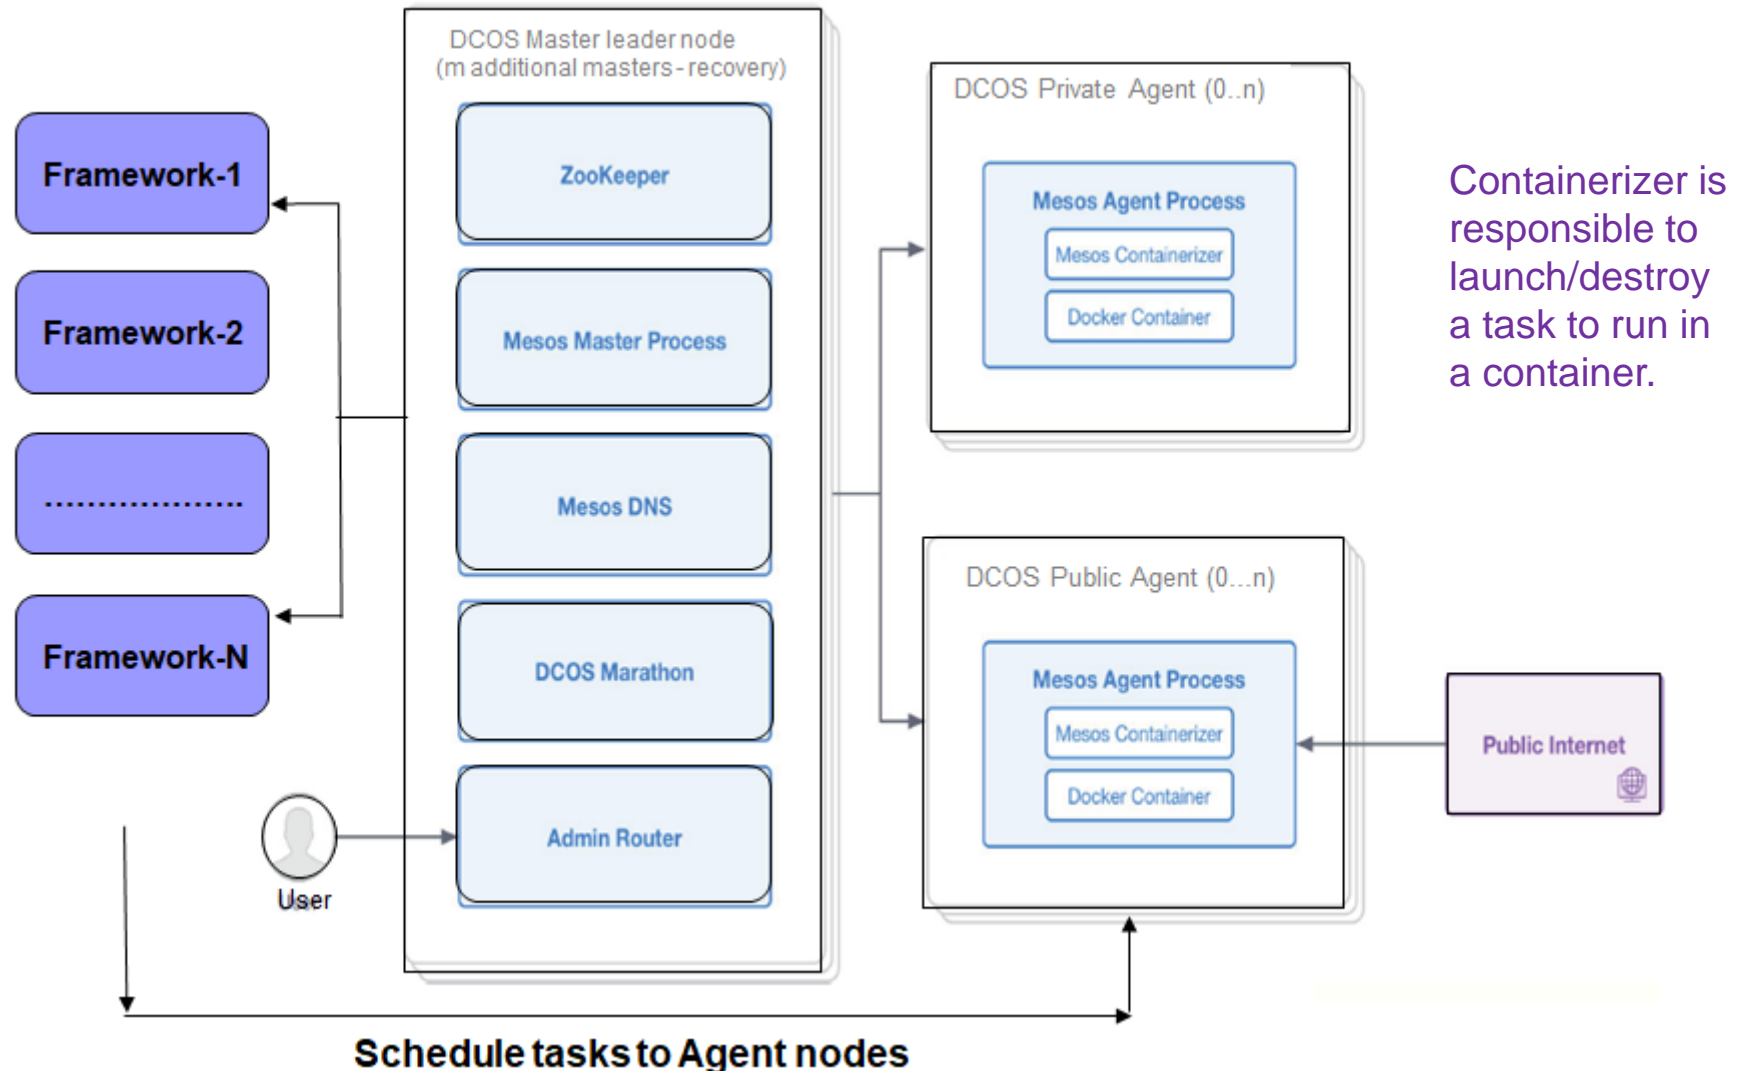 DCOS Master leader node
(m additional masters - recovery)
Framework-1
Framework-2
....................
Framework-N
ZooKeeper
Mesos Master Process
Mesos DNS
DCOS Marathon
Admin Router
User
DCOS Private Agent (0..n)
Mesos Agent Process
Mesos Containerizer
Docker Container
DCOS Public Agent (0...n)
Mesos Agent Process
Mesos Containerizer
Docker Container
Containerizer is
responsible to
launch/destroy
a task to run in
a container.
Public Internet
Schedule tasks to Agent nodes